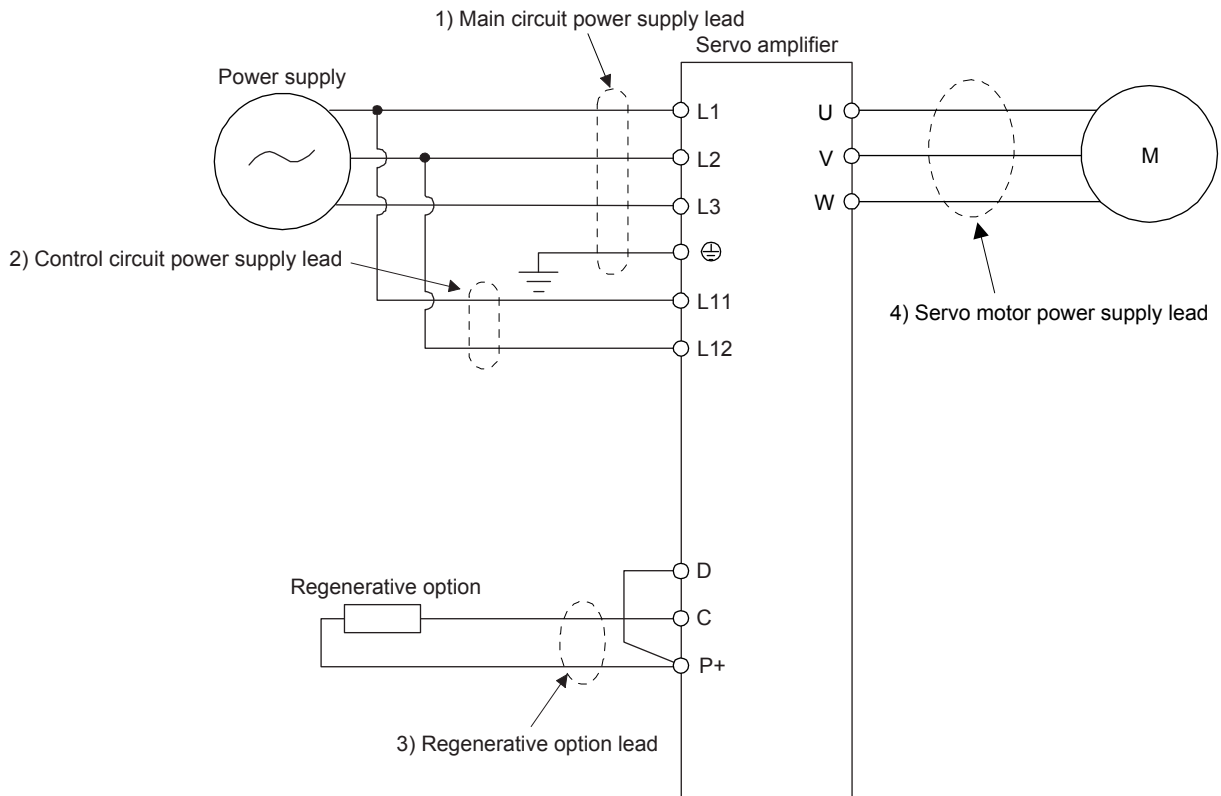 1) Main circuit power supply lead
Servo amplifier
Power supply
L1
U
L2
V
M
L3
W
2) Control circuit power supply lead
L11
4) Servo motor power supply lead
L12
D
Regenerative option
C
P+
3) Regenerative option lead